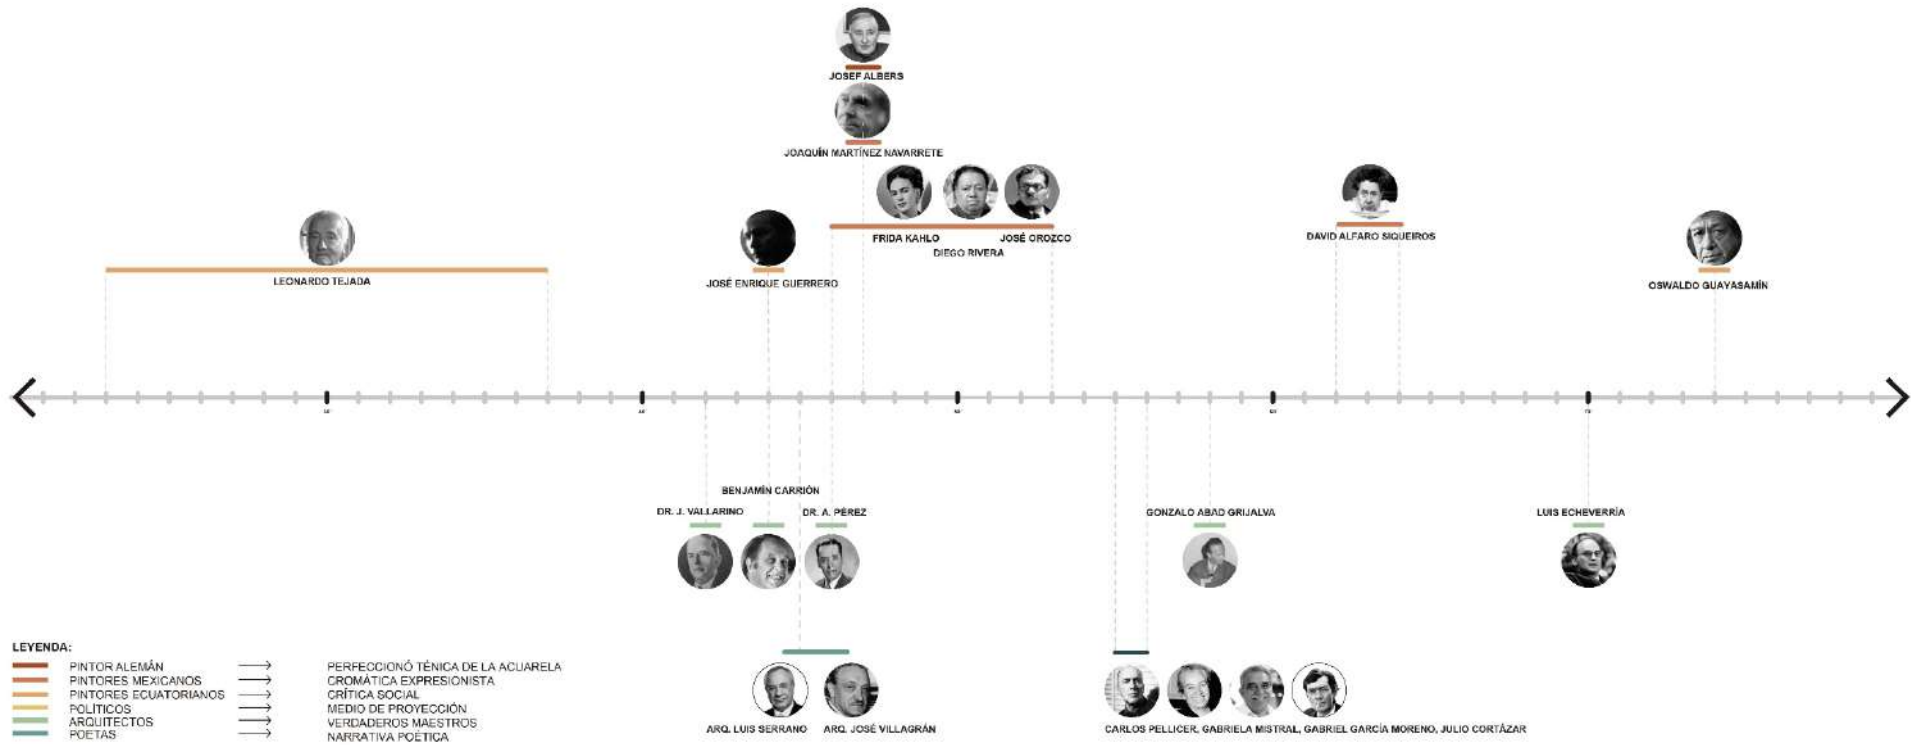 JOSEF ALBERS
JOAQUÍN MARTÍNEZ NAVARRETE
FRIDA KAHLO
JOSÉ OROZCO
DIEGO RIVERA
DAVID ALFARO SIQUEIROS
LEONARDO TEJADA
JOSÉ ENRIQUE GUERRERO
OSWALDO GUAYASAMÍN
BENJAMÍN CARRIÓN
DR. J. VALLARINO
DR. A. PÉREZ
GONZALO ABAD GRIJALVA
LUIS ECHEVERRÍA
ARQ. LUIS SERRANO
ARQ. JOSÉ VILLAGRÁN
CARLOS PELLICER, GABRIELA MISTRAL, GABRIEL GARCÍA MORENO, JULIO CORTÁZAR
LEYENDA:
PINTOR ALEMÁN → PERFECCIONÓ TÉNICA DE LA ACUARELA
PINTORES MEXICANOS → CROMÁTICA EXPRESIONISTA
PINTORES ECUATORIANOS → CRÍTICA SOCIAL
POLÍTICOS → MEDIO DE PROYECCIÓN
ARQUITECTOS → VERDADEROS MAESTROS
POETAS → NARRATIVA POÉTICA